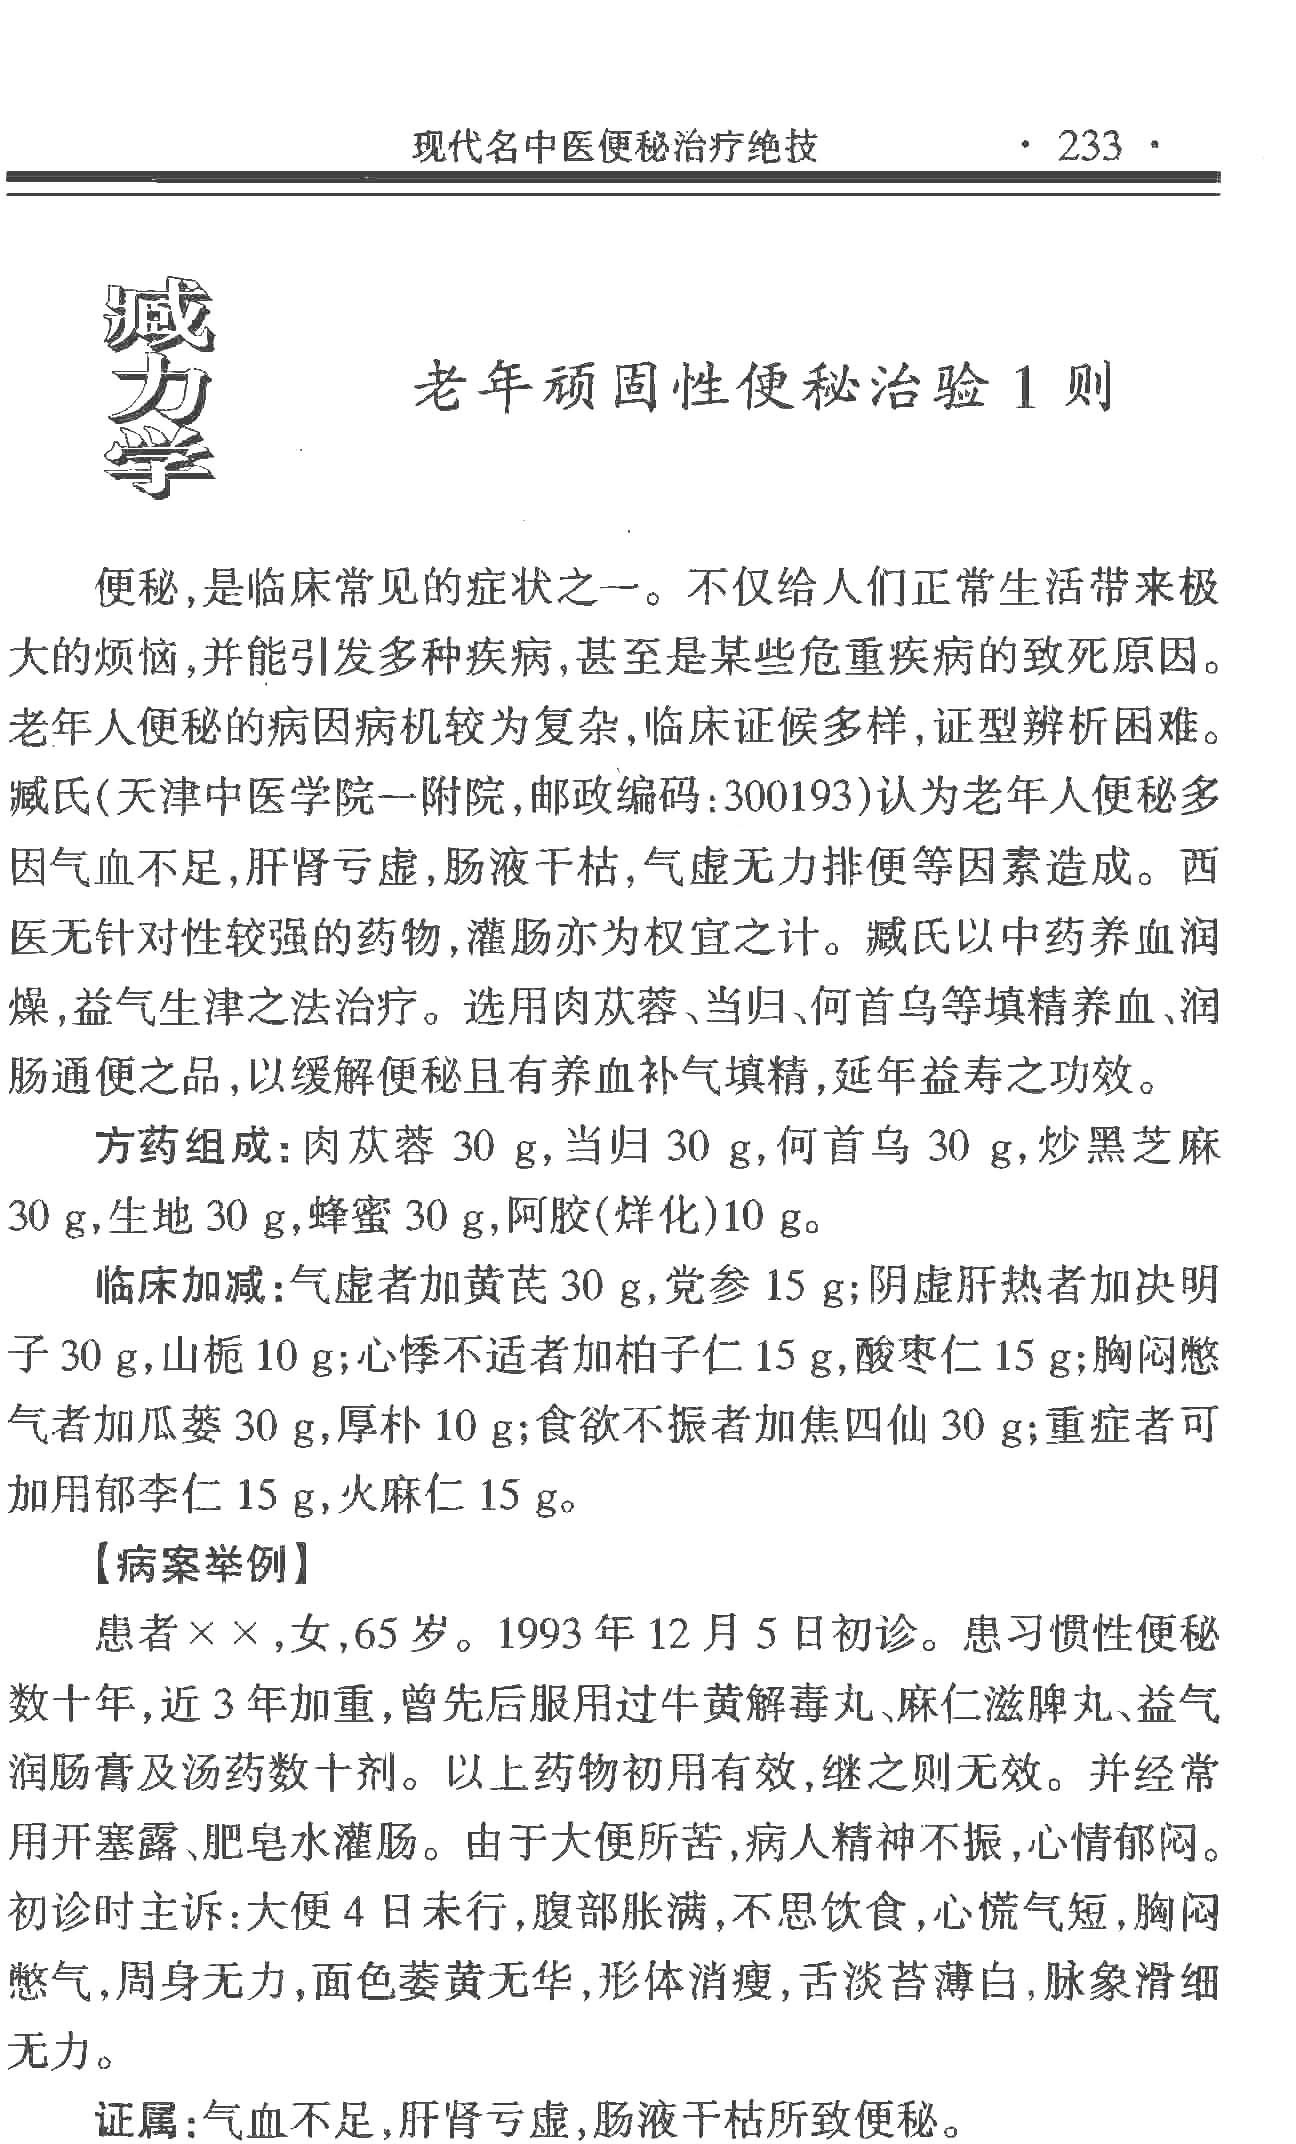 现代名中医便秘治疗绝技 · 233 ·
臧力学
老年顽固性便秘治验1则
便秘,是临床常见的症状之一。不仅给人们正常生活带来极
大的烦恼,并能引发多种疾病,甚至是某些危重疾病的致死原因。
老年人便秘的病因病机较为复杂,临床证候多样,证型辨析困难。
臧氏(天津中医学院一附院,邮政编码:300193)认为老年人便秘多
因气血不足,肝肾亏虚,肠液干枯,气虚无力排便等因素造成。西
医无针对性较强的药物,灌肠亦为权宜之计。臧氏以中药养血润
燥,益气生津之法治疗。选用肉苁蓉、当归、何首乌等填精养血、润
肠通便之品,以缓解便秘且有养血补气填精,延年益寿之功效。
方药组成:肉苁蓉 30 g,当归 30 g,何首乌 30 g,炒黑芝麻
30 g,生地 30 g,蜂蜜 30 g,阿胶(烊化)10 g。
临床加减:气虚者加黄芪 30 g,党参 15 g;阴虚肝热者加决明
子 30 g,山栀 10 g;心悸不适者加柏子仁 15 g,酸枣仁 15 g;胸闷憋
气者加瓜蒌 30 g,厚朴 10 g;食欲不振者加焦四仙 30 g;重症者可
加用郁李仁 15 g,火麻仁 15 g。
【病案举例】
患者××,女,65岁。1993年12月5日初诊。患习惯性便秘
数十年,近3年加重,曾先后服用过牛黄解毒丸、麻仁滋脾丸、益气
润肠膏及汤药数十剂。以上药物初用有效,继之则无效。并经常
用开塞露、肥皂水灌肠。由于大便所苦,病人精神不振,心情郁闷。
初诊时主诉:大便4日未行,腹部胀满,不思饮食,心慌气短,胸闷
憋气,周身无力,面色萎黄无华,形体消瘦,舌淡苔薄白,脉象滑细
无力。
证属:气血不足,肝肾亏虚,肠液干枯所致便秘。